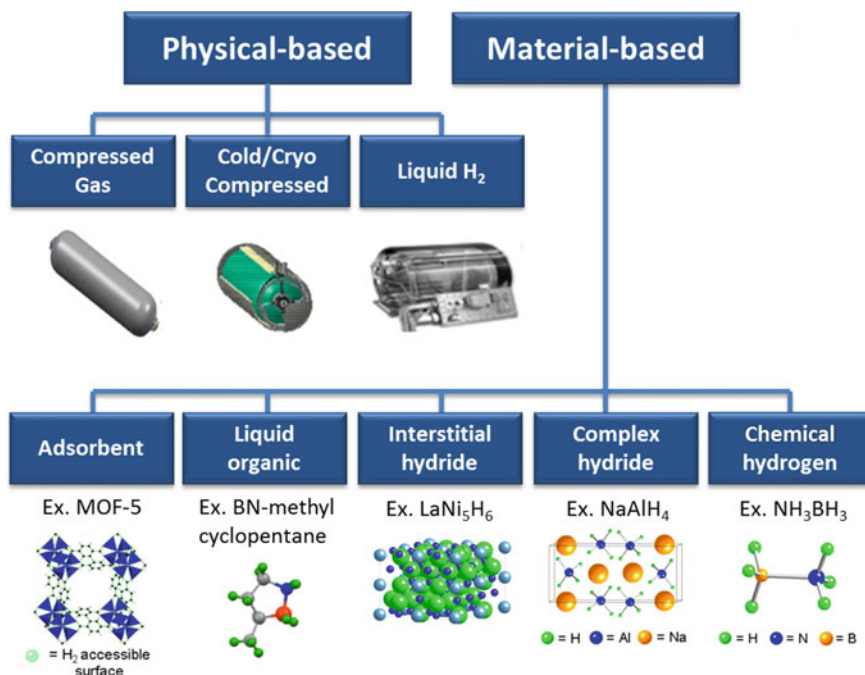 Physical-based
Material-based
Compressed
Gas
Cold/Cryo
Compressed
Liquid H₂
Adsorbent
Liquid
organic
Interstitial
hydride
Complex
hydride
Chemical
hydrogen
Ex. MOF-5
Ex. BN-methyl
cyclopentane
Ex. LaNi₅H₆
Ex. NaAlH₄
Ex. NH₃BH₃
= H₂ accessible
surface
= H = Al = Na
= H = N = B